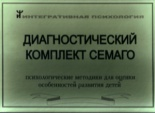 ИНТЕГРАТИВНАЯ ПСИХОЛОГИЯ
ДИАГНОСТИЧЕСКИЙ
КОМПЛЕКТ СЕМАГО
ПСИХОЛОГИЧЕСКИЕ МЕТОДИКИ ДЛЯ ОЦЕНКИ
ОСОБЕННОСТЕЙ РАЗВИТИЯ ДЕТЕЙ